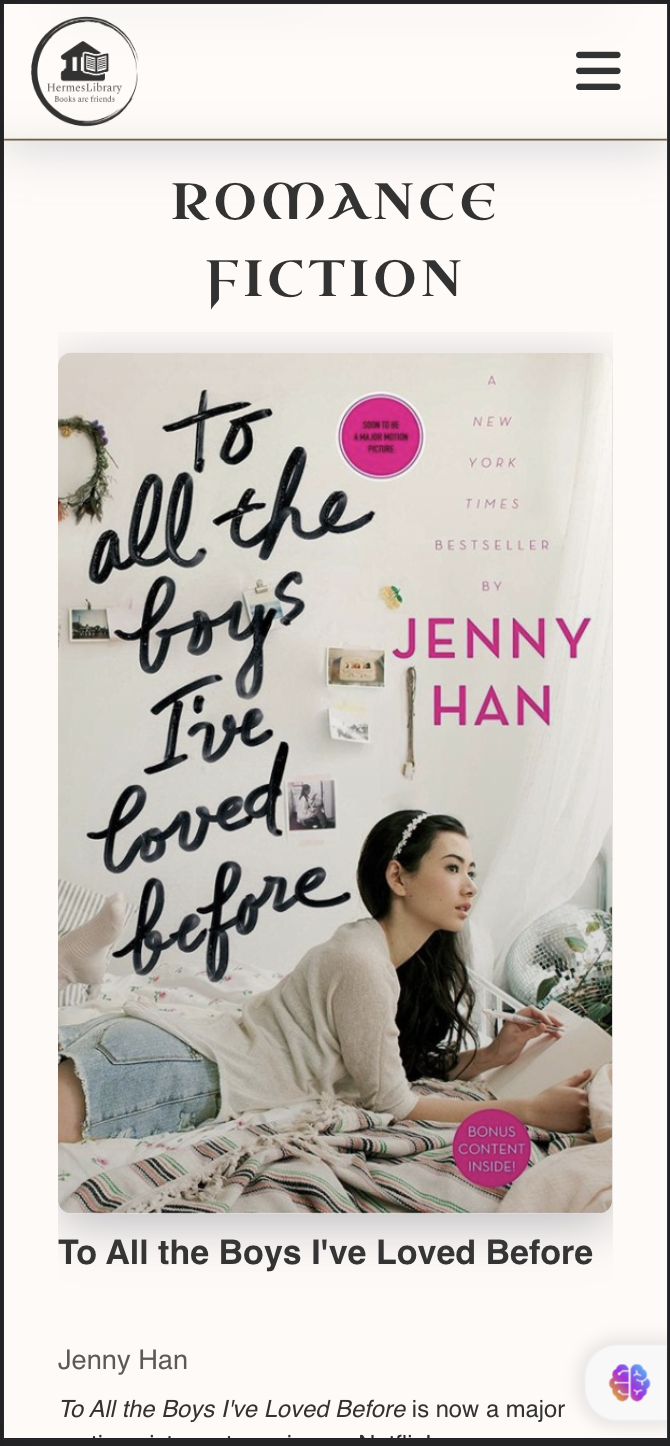 HermesLibrary
Books are friends
ROMANCE
FICTION
to
all the
boys
I've
loved
before
SOON TO BE
A MAJOR MOTION
PICTURE
A
NEW
YORK
TIMES
BESTSELLER
BY
JENNY
HAN
BONUS
CONTENT
INSIDE!
To All the Boys I've Loved Before
Jenny Han
To All the Boys I've Loved Before is now a major